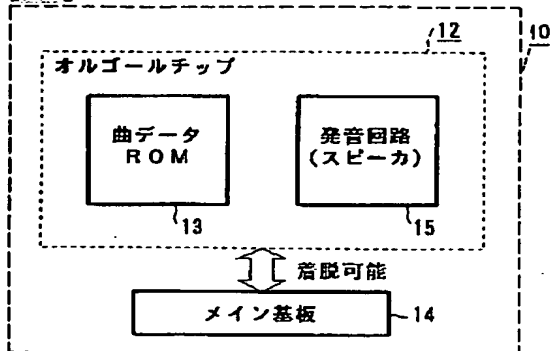 12
10
オルゴールチップ
曲データ
ROM
発音回路
(スピーカ)
13
15
着脱可能
メイン基板
14